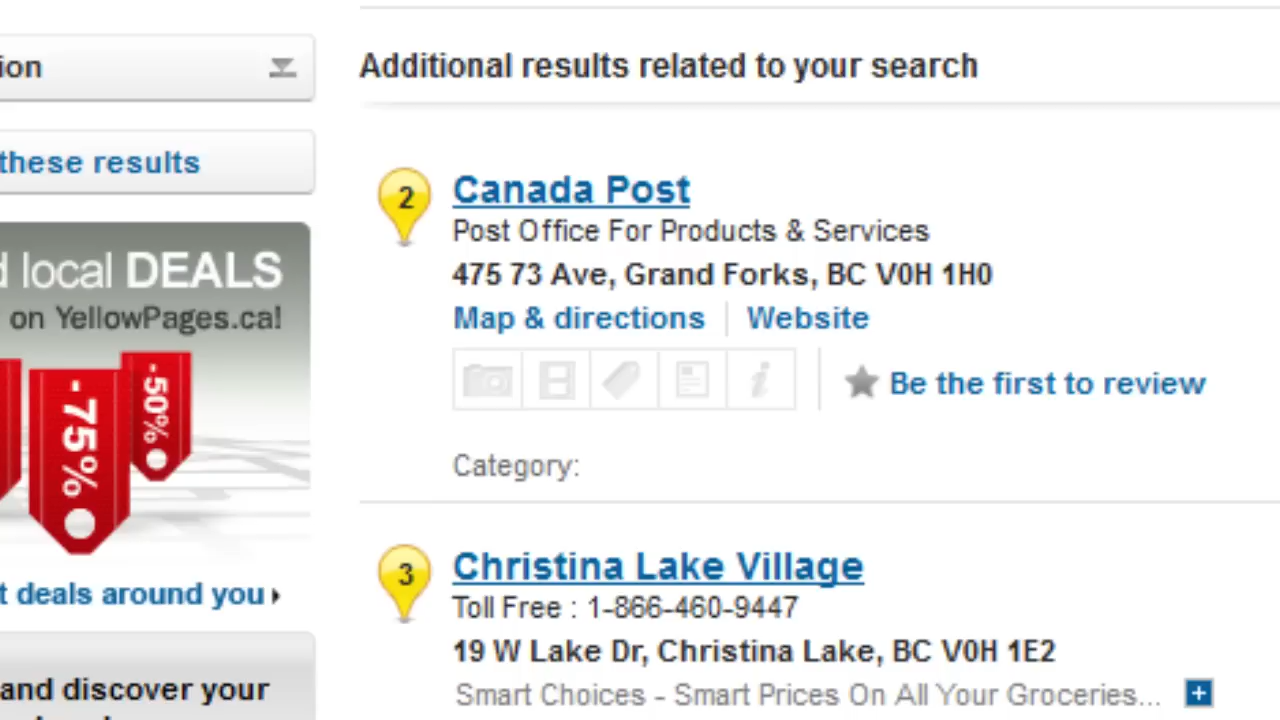 ion
these results
d local DEALS
on YellowPages.ca!
-75%
-50%
t deals around you
and discover your
Additional results related to your search
2
Canada Post
Post Office For Products & Services
475 73 Ave, Grand Forks, BC V0H 1H0
Map & directions | Website
Be the first to review
Category:
3
Christina Lake Village
Toll Free : 1-866-460-9447
19 W Lake Dr, Christina Lake, BC V0H 1E2
Smart Choices - Smart Prices On All Your Groceries...